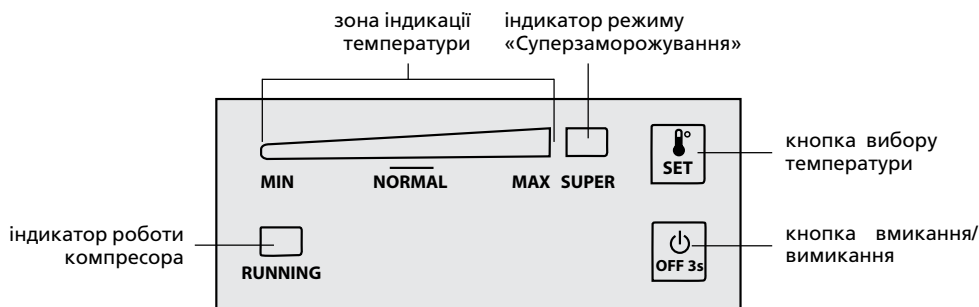 зона індикації
температури
індикатор режиму
«Суперзаморожування»
MIN NORMAL MAX SUPER
SET
кнопка вибору
температури
індикатор роботи
компресора
RUNNING
OFF 3s
кнопка вмикання/
вимикання